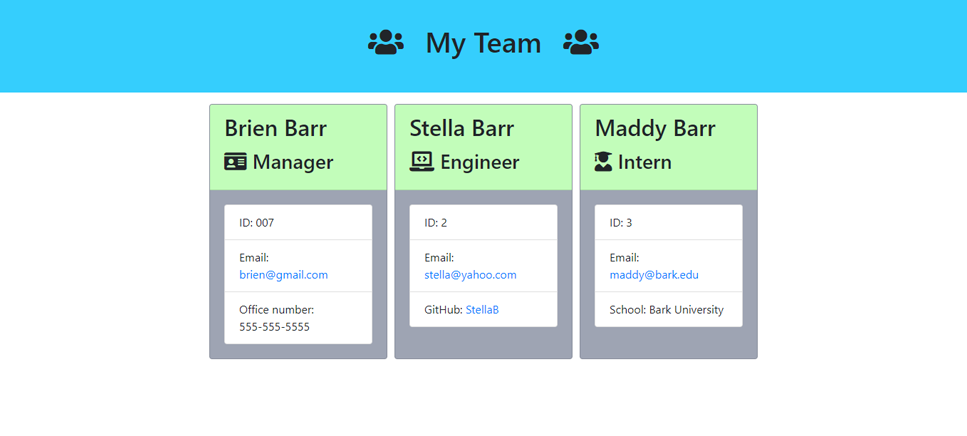 My Team
Brien Barr
Manager
ID: 007
Email:
brien@gmail.com
Office number:
555-555-5555
Stella Barr
Engineer
ID: 2
Email:
stella@yahoo.com
GitHub: StellaB
Maddy Barr
Intern
ID: 3
Email:
maddy@bark.edu
School: Bark University